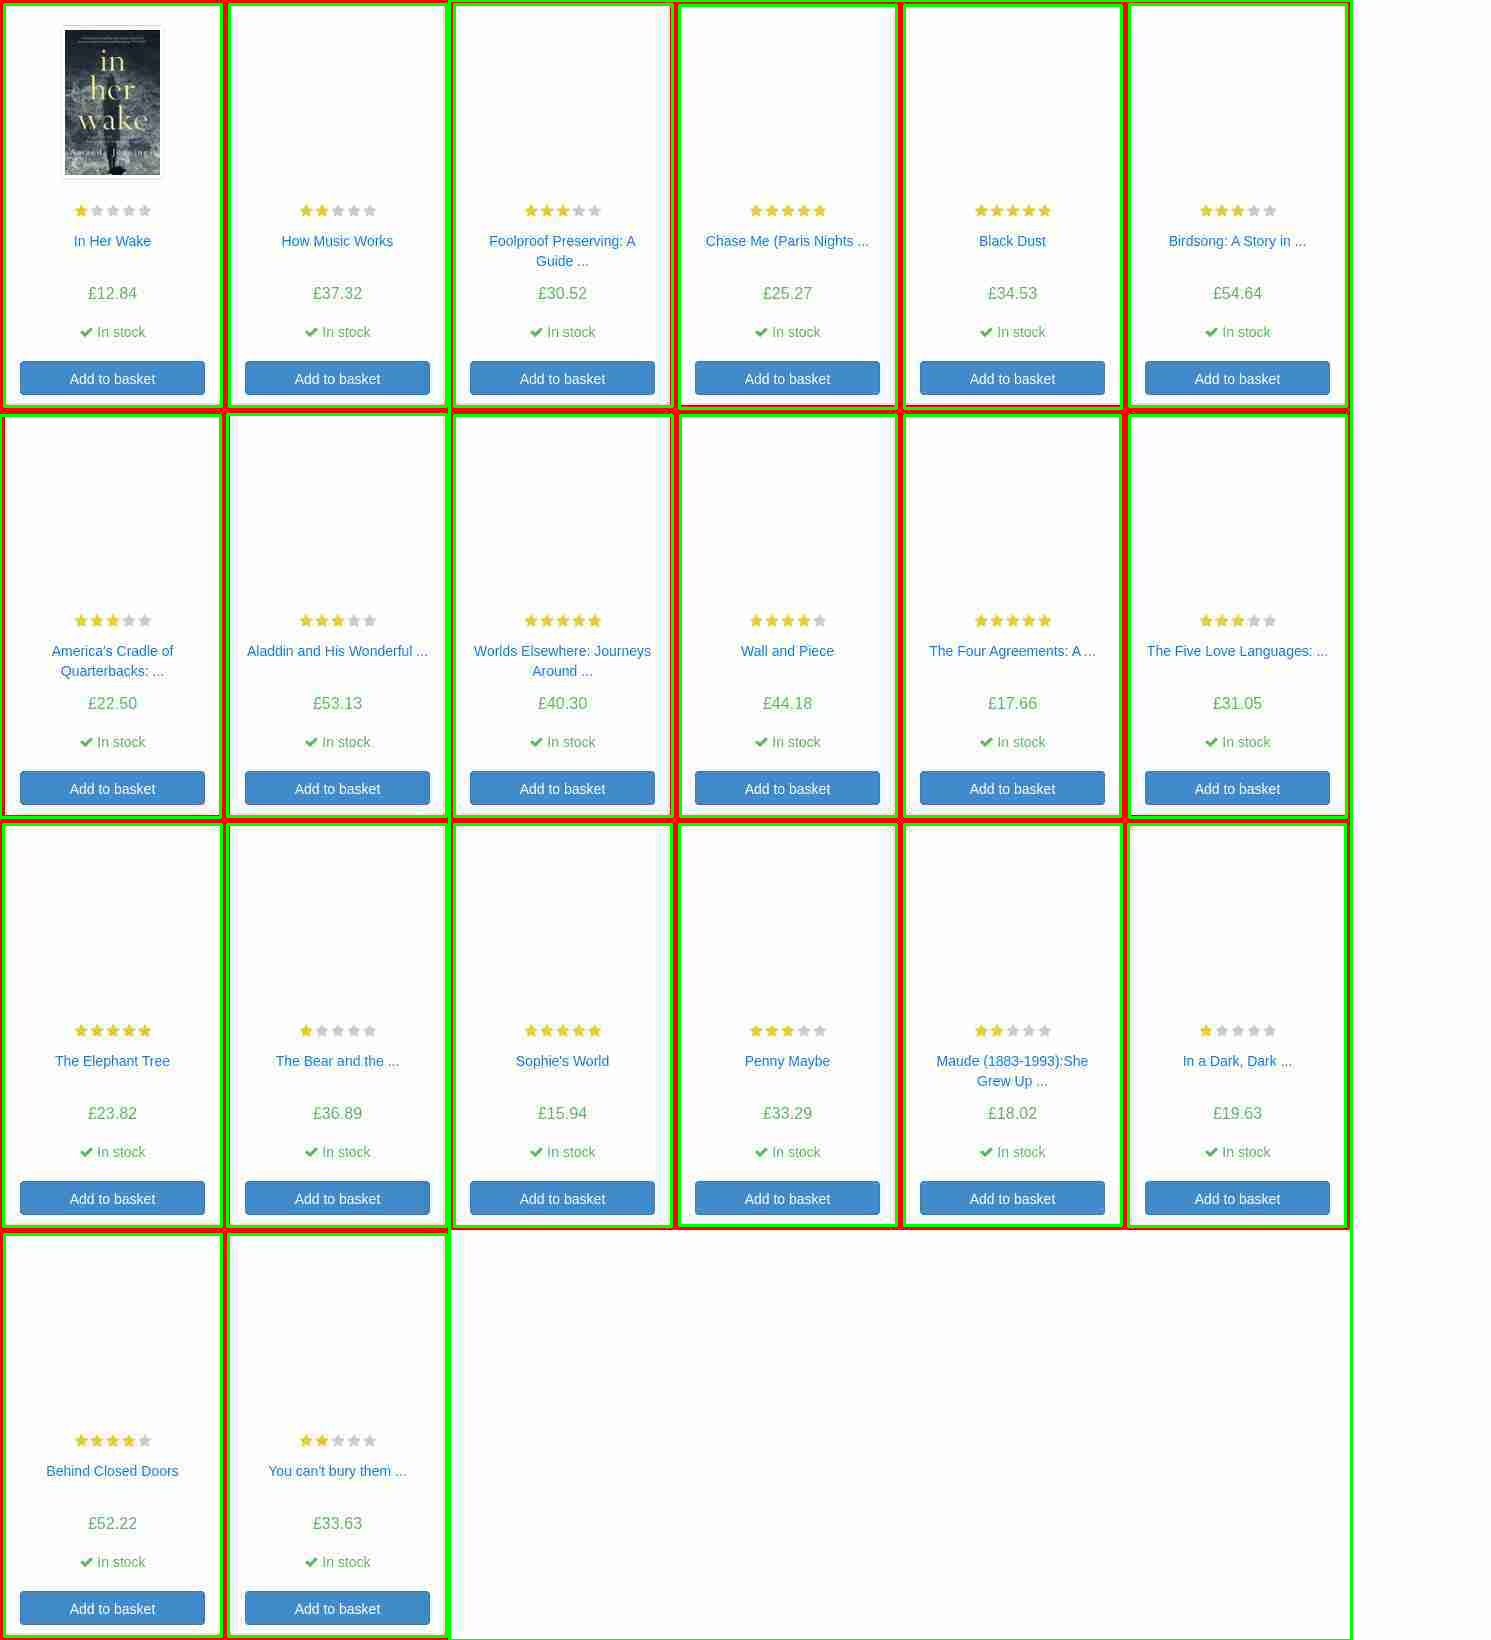 in
her
wake
In Her Wake
£12.84
In stock
Add to basket
How Music Works
£37.32
In stock
Add to basket
Foolproof Preserving: A
Guide ...
£30.52
In stock
Add to basket
Chase Me (Paris Nights ...
£25.27
In stock
Add to basket
Black Dust
£34.53
In stock
Add to basket
Birdsong: A Story in ...
£54.64
In stock
Add to basket
America's Cradle of
Quarterbacks: ...
£22.50
In stock
Add to basket
Aladdin and His Wonderful ...
£53.13
In stock
Add to basket
Worlds Elsewhere: Journeys
Around ...
£40.30
In stock
Add to basket
Wall and Piece
£44.18
In stock
Add to basket
The Four Agreements: A ...
£17.66
In stock
Add to basket
The Five Love Languages: ...
£31.05
In stock
Add to basket
The Elephant Tree
£23.82
In stock
Add to basket
The Bear and the ...
£36.89
In stock
Add to basket
Sophie's World
£15.94
In stock
Add to basket
Penny Maybe
£33.29
In stock
Add to basket
Maude (1883-1993):She
Grew Up ...
£18.02
In stock
Add to basket
In a Dark, Dark ...
£19.63
In stock
Add to basket
Behind Closed Doors
£52.22
In stock
Add to basket
You can't bury them ...
£33.63
In stock
Add to basket